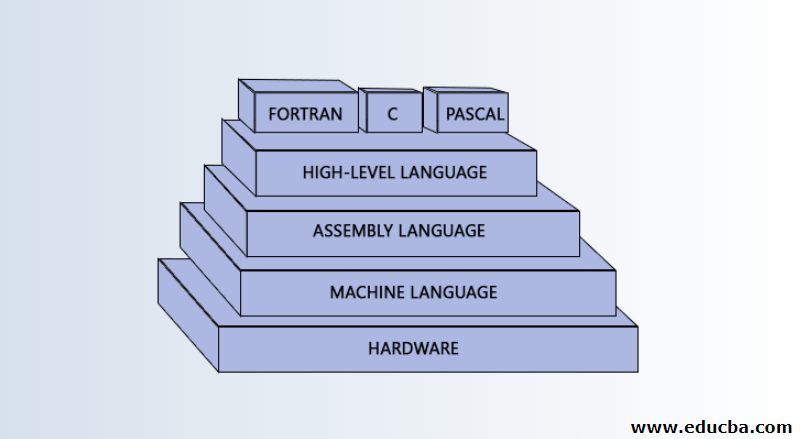 FORTRAN C PASCAL
HIGH-LEVEL LANGUAGE
ASSEMBLY LANGUAGE
MACHINE LANGUAGE
HARDWARE
www.educba.com